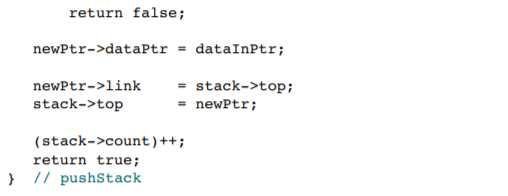 return false;
newPtr->dataPtr = dataInPtr;
newPtr->link    = stack->top;
stack->top      = newPtr;
(stack->count)++;
return true;
}  // pushStack